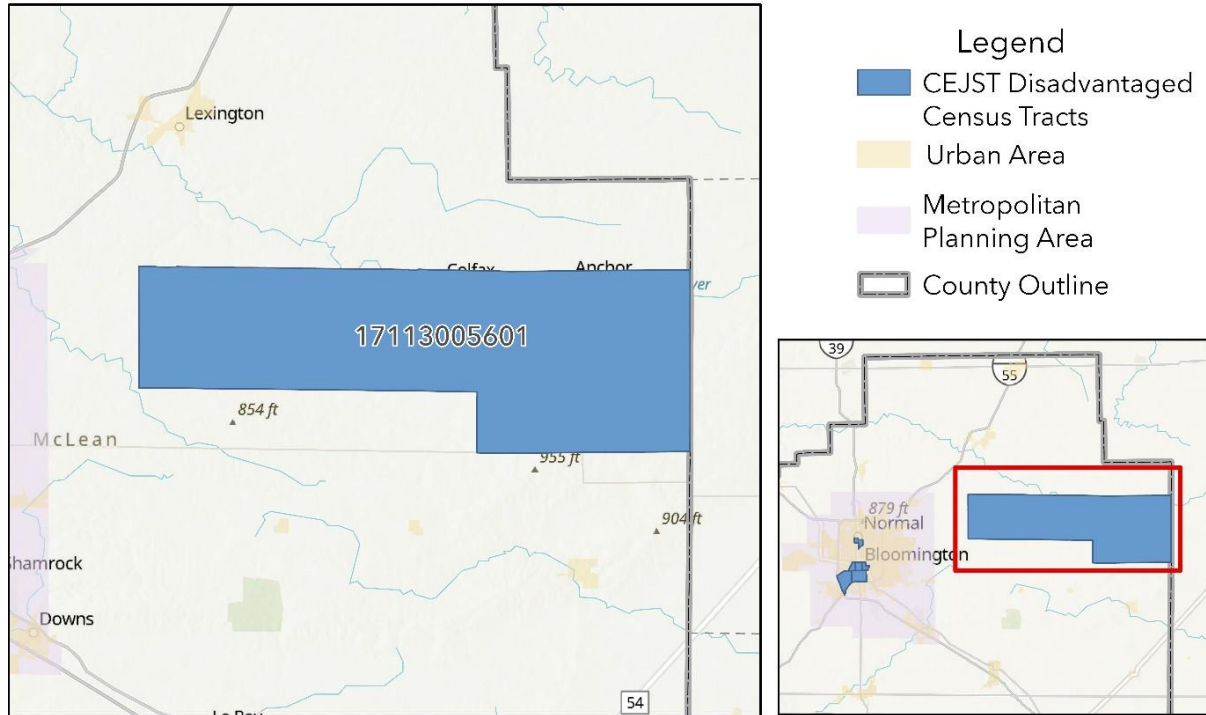 Lexington
Colfax
Anchor
17113005601
854 ft
McLean
955 ft
904 ft
Shamrock
Downs
54
Legend
CEJST Disadvantaged
Census Tracts
Urban Area
Metropolitan
Planning Area
County Outline
39
55
879 ft
Normal
Bloomington